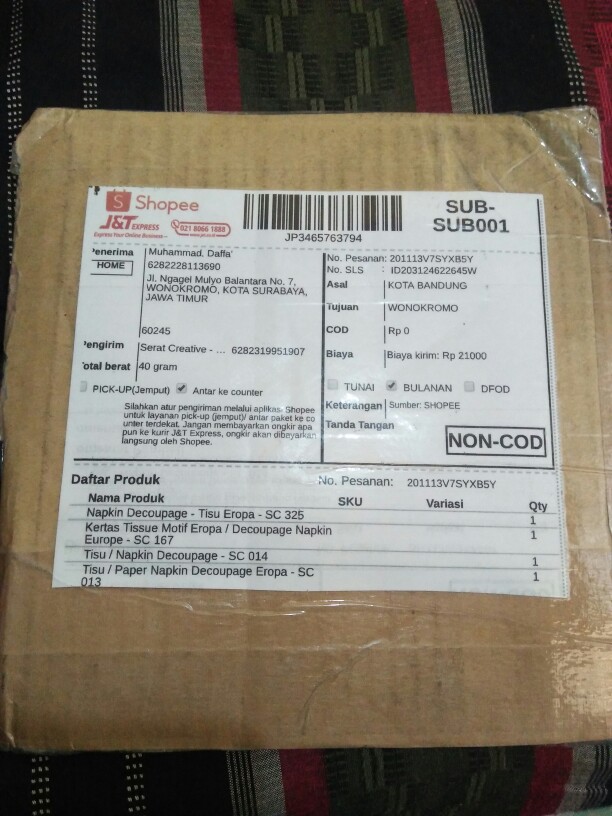 Shopee
J&T EXPRESS
Express Your Online Business
021 8066 1888
JP3465763794
SUB-
SUB001
Penerima
HOME
Muhammad. Daffa'
6282228113690
Jl. Ngagel Mulyo Balantara No. 7,
WONOKROMO, KOTA SURABAYA,
JAWA TIMUR
60245
Pengirim
Serat Creative - ... 6282319951907
Total berat 40 gram
PICK-UP(Jemput) Antar ke counter
Silahkan atur pengiriman melalui aplikasi Shopee
untuk layanan pick-up (jemput)/ antar paket ke co
unter terdekat. Jangan membayarkan ongkir apa
pun ke kurir J&T Express, ongkir akan dibayarkan
langsung oleh Shopee.
No. Pesanan: 201113V7SYXB5Y
No. SLS : ID203124622645W
Asal KOTA BANDUNG
Tujuan WONOKROMO
COD Rp 0
Biaya Biaya kirim: Rp 21000
TUNAI BULANAN DFOD
Keterangan Sumber: SHOPEE
Tanda Tangan
NON-COD
Daftar Produk No. Pesanan: 201113V7SYXB5Y
Nama Produk SKU Variasi Qty
Napkin Decoupage - Tisu Eropa - SC 325 1
Kertas Tissue Motif Eropa / Decoupage Napkin 1
Europe - SC 167
Tisu / Napkin Decoupage - SC 014 1
Tisu / Paper Napkin Decoupage Eropa - SC 1
013